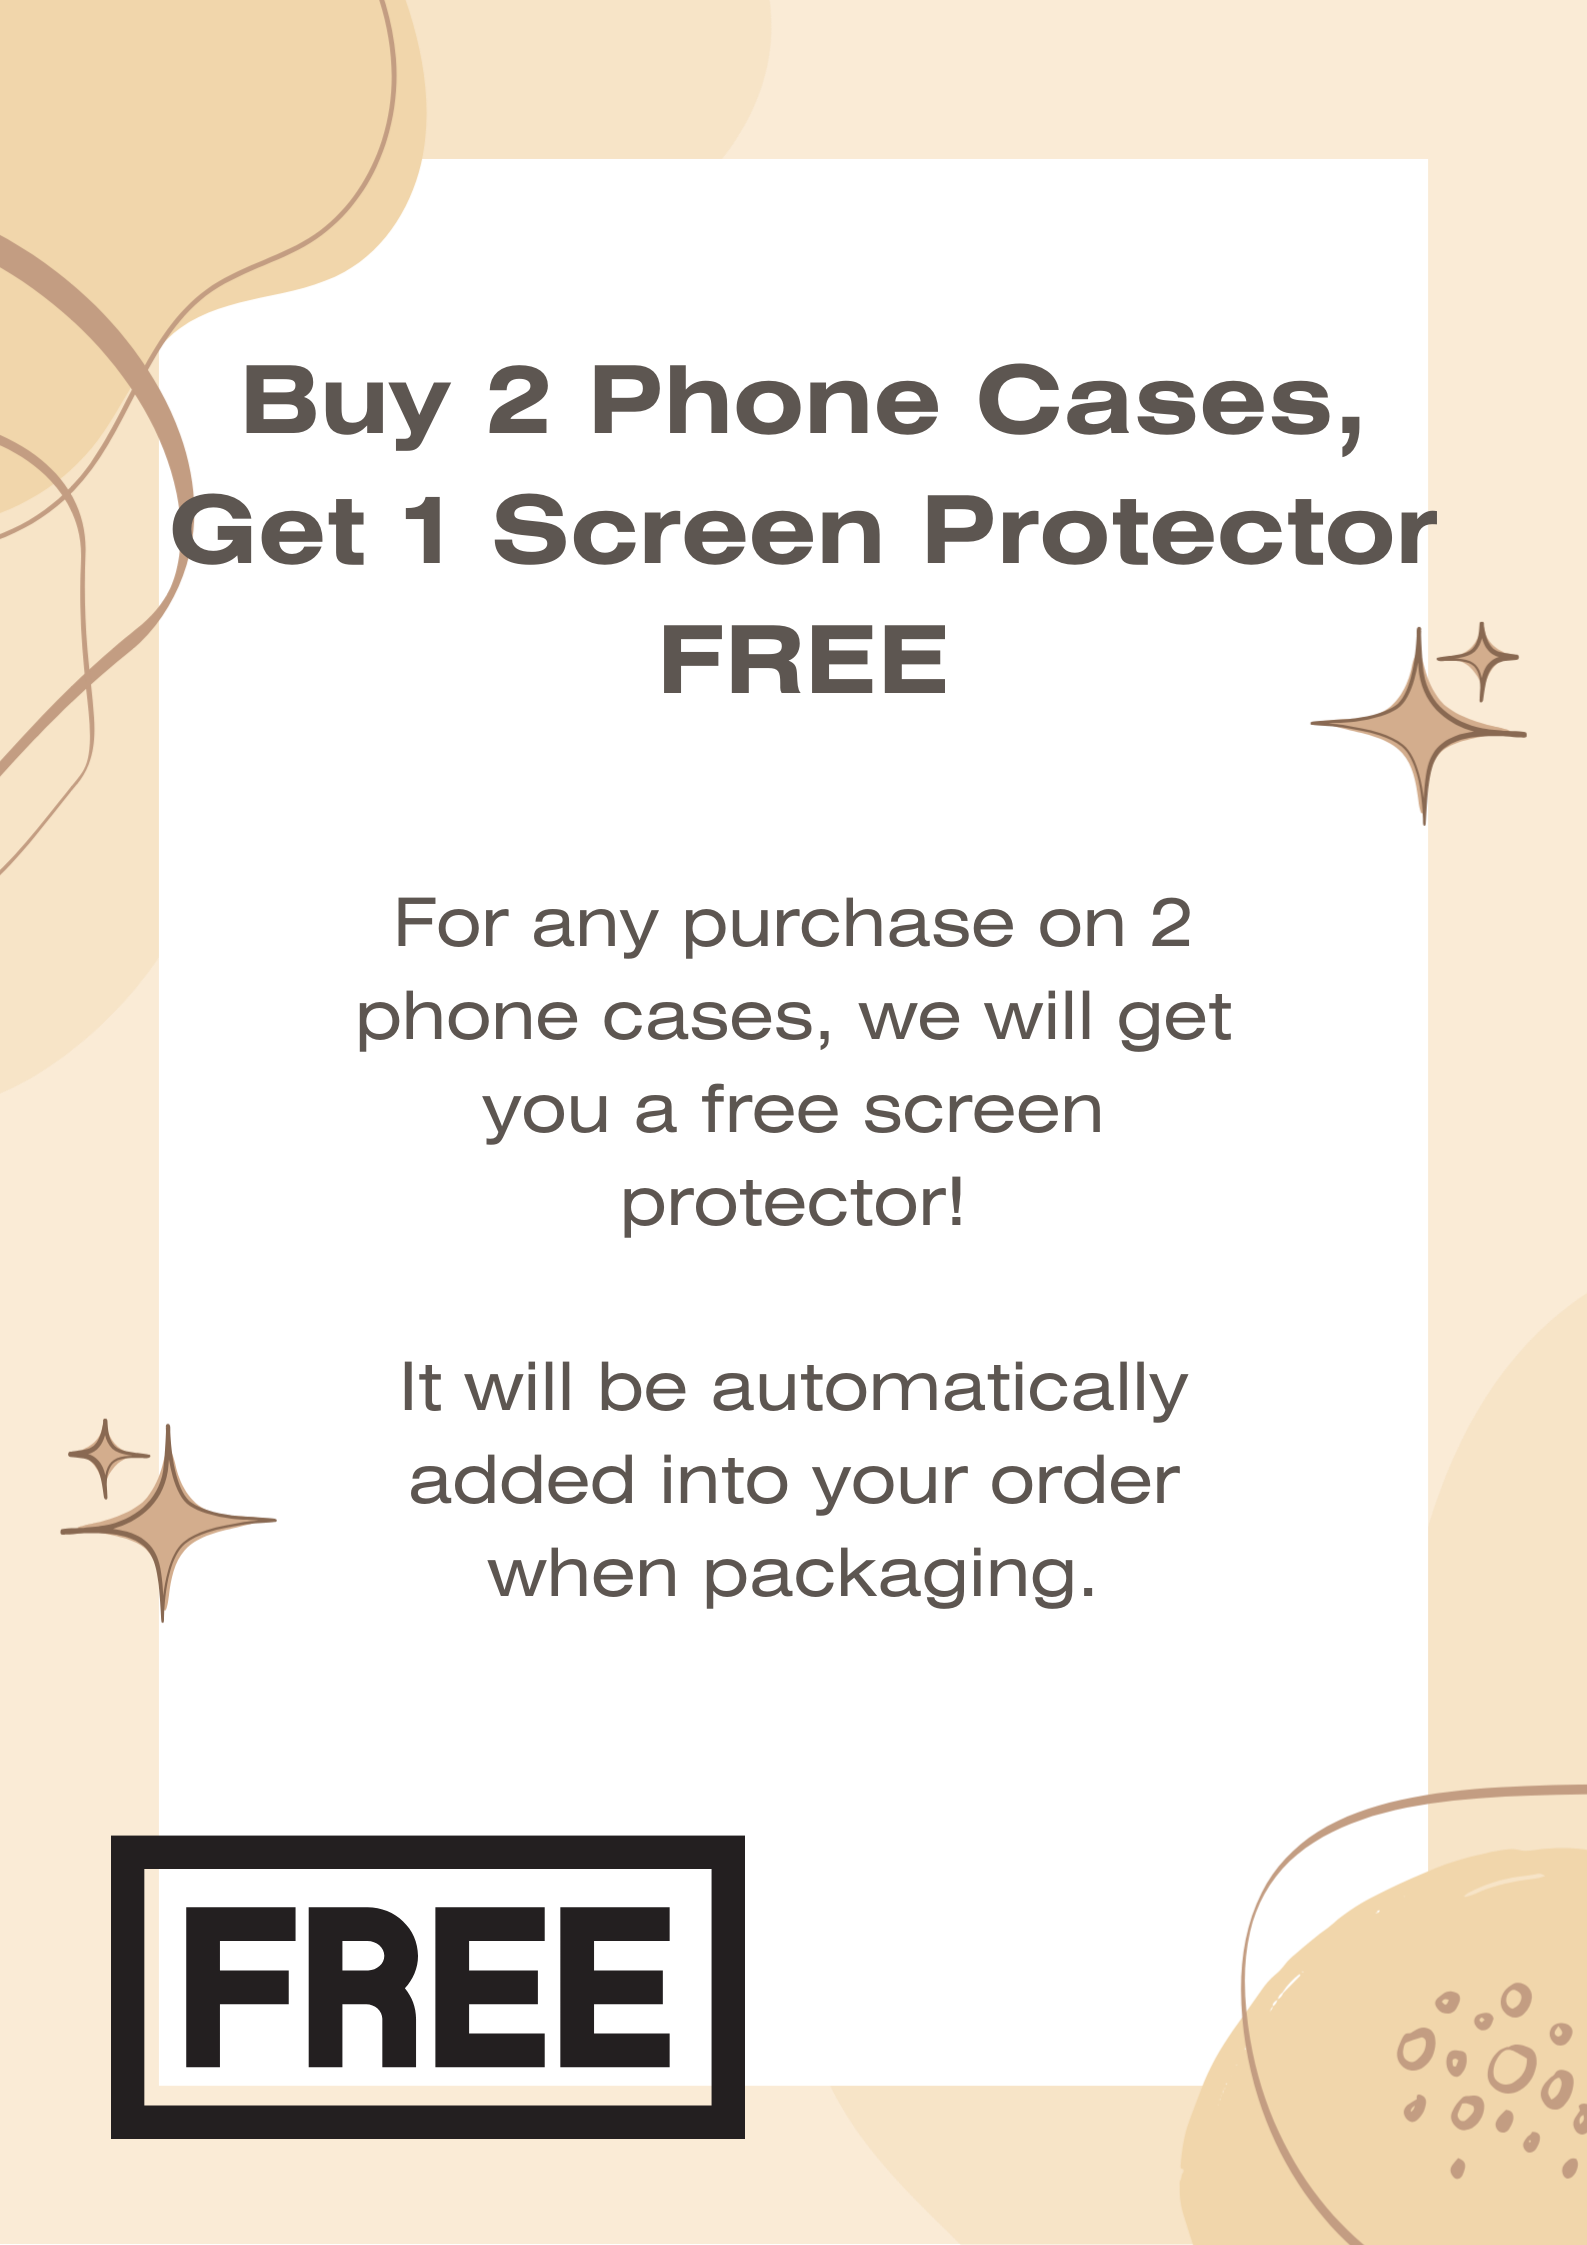 Buy 2 Phone Cases,
Get 1 Screen Protector
FREE
For any purchase on 2
phone cases, we will get
you a free screen
protector!
It will be automatically
added into your order
when packaging.
FREE